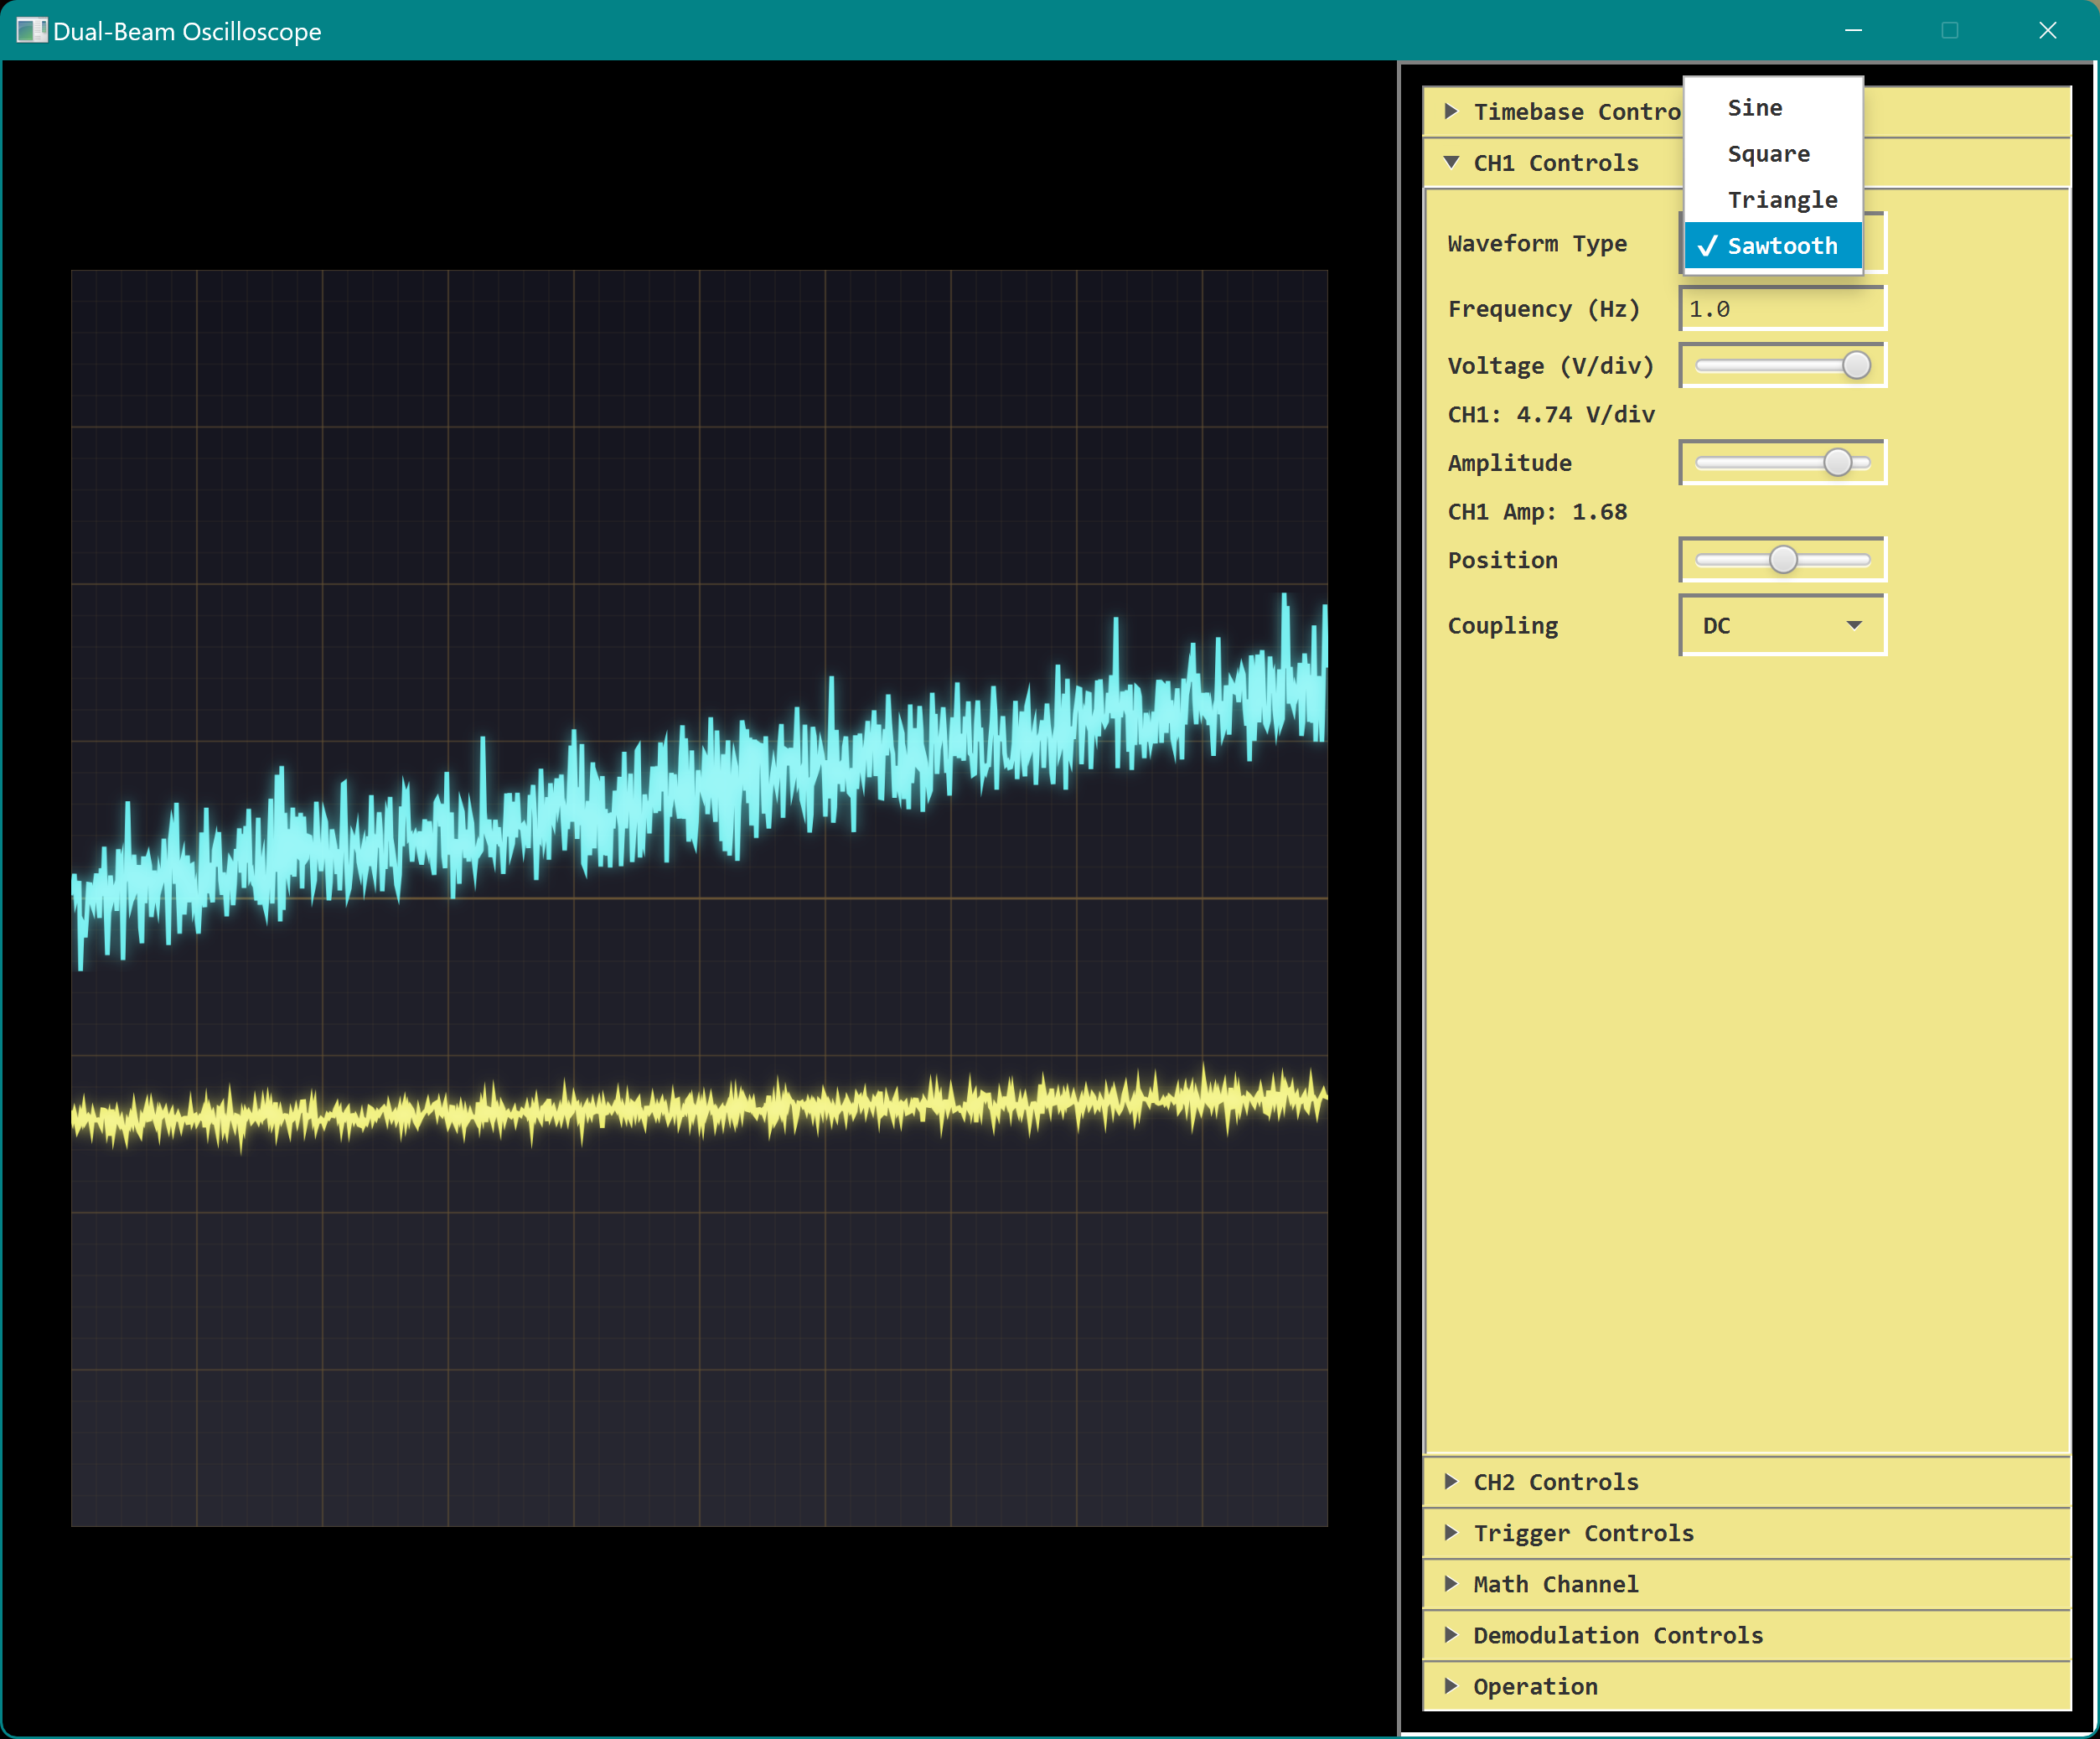 Dual-Beam Oscilloscope
Timebase Contro
Sine
Square
Triangle
✓ Sawtooth
CH1 Controls
Waveform Type
Frequency (Hz) 1.0
Voltage (V/div)
CH1: 4.74 V/div
Amplitude
CH1 Amp: 1.68
Position
Coupling DC
CH2 Controls
Trigger Controls
Math Channel
Demodulation Controls
Operation